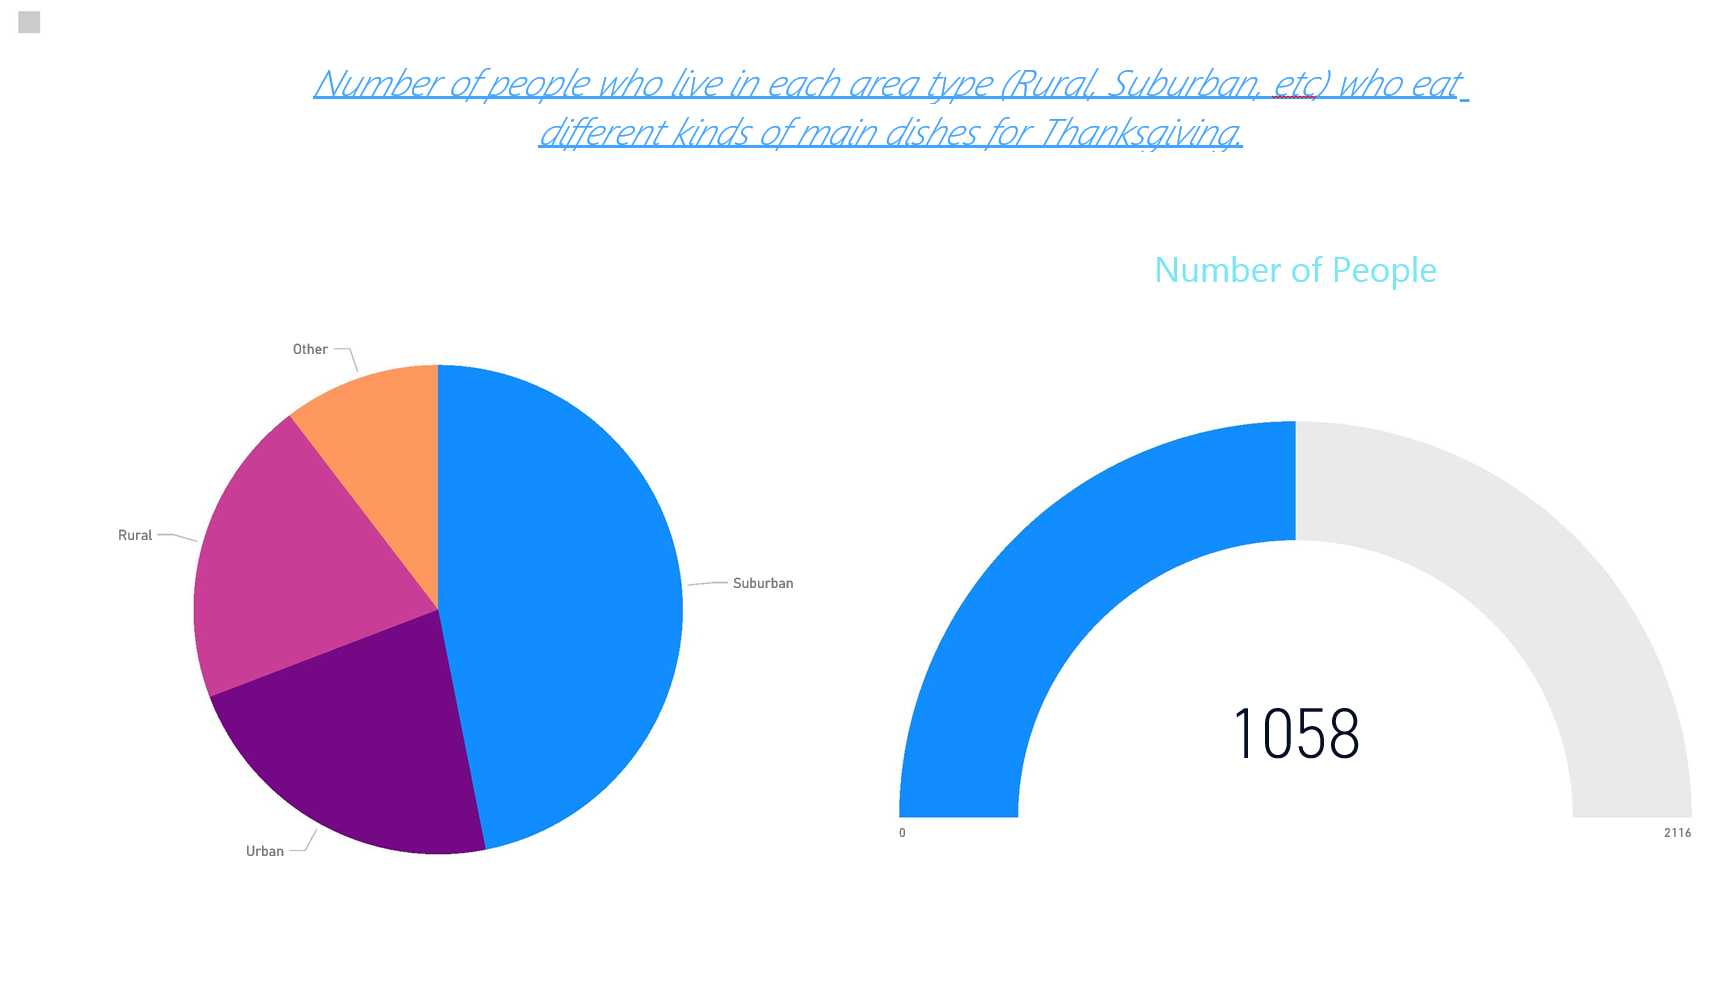 Number of people who live in each area type (Rural, Suburban, etc) who eat
different kinds of main dishes for Thanksgiving.
Number of People
Other
Rural
Suburban
Urban
1058
0
2116